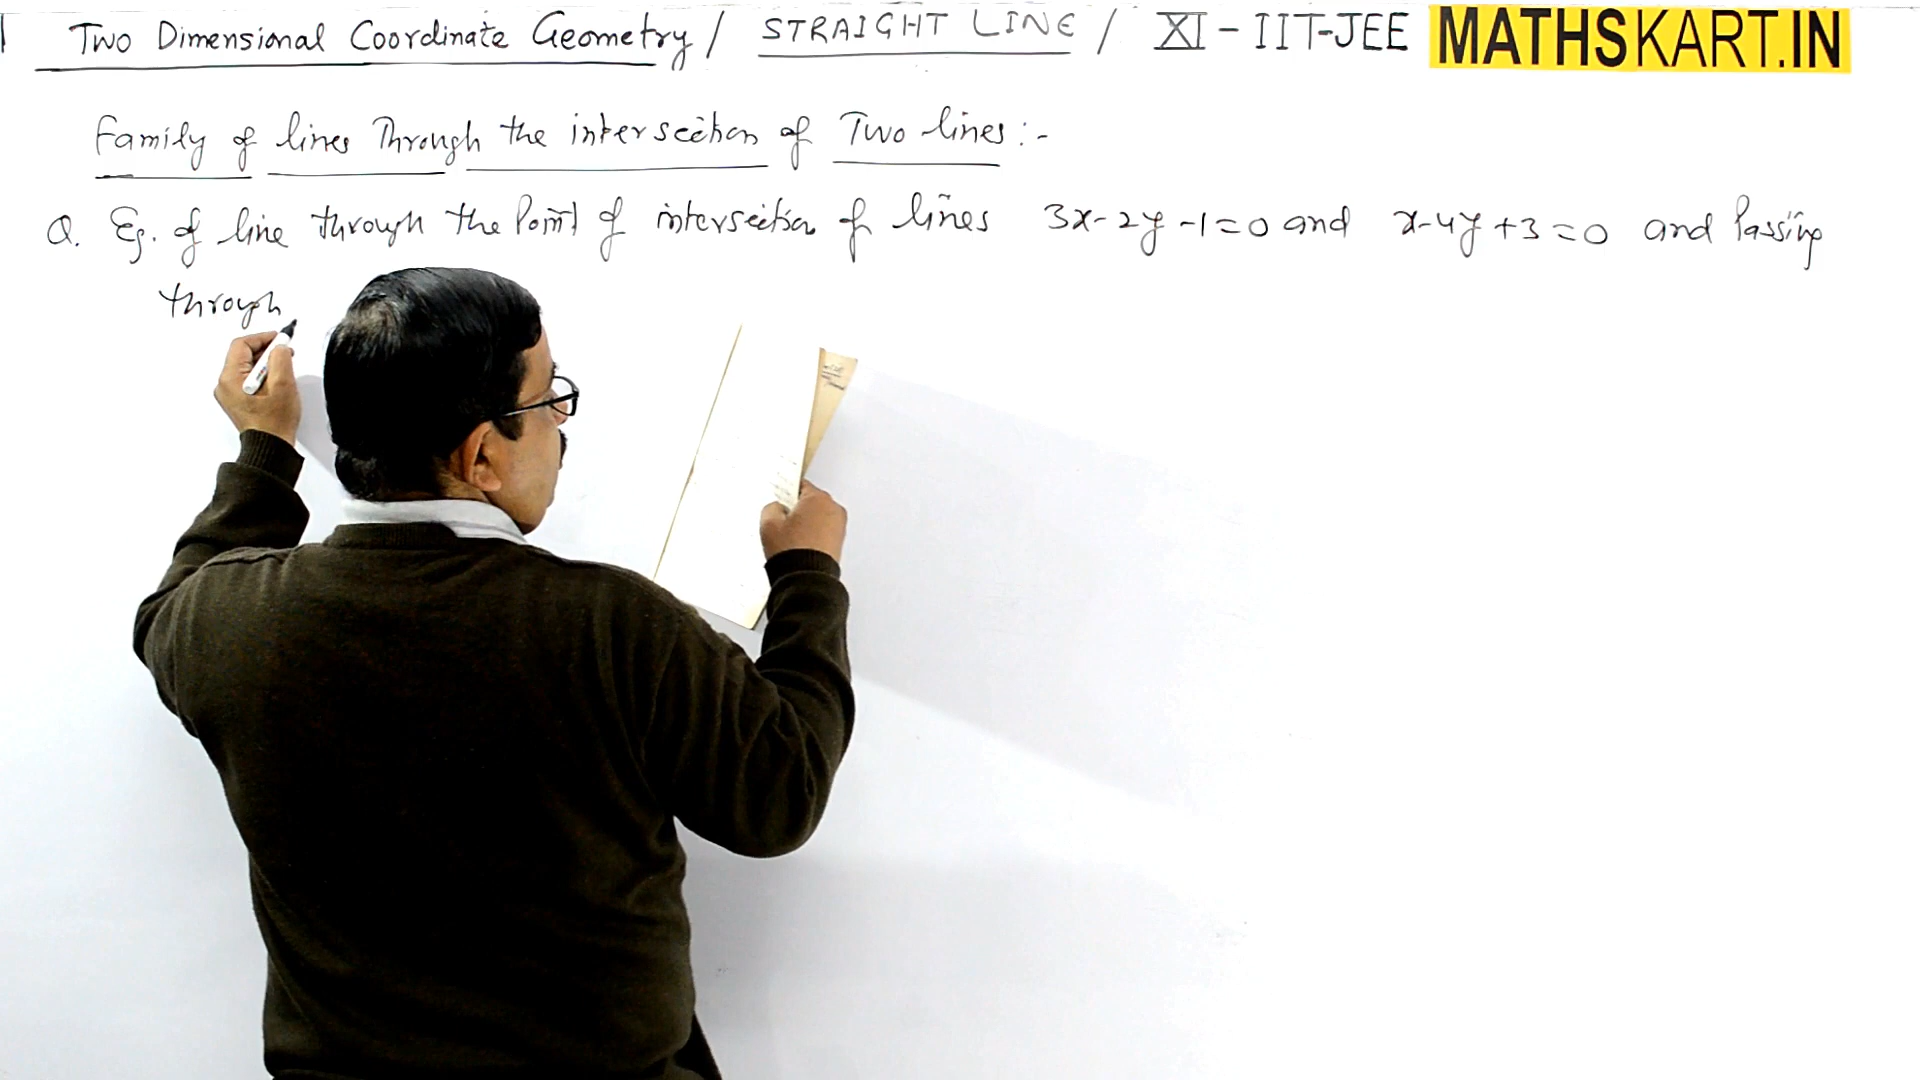 Two Dimensional Coordinate Geometry / STRAIGHT LINE / XI - IIT-JEE MATHSKART.IN
Family of lines Through the intersection of Two lines:-
Q. Eq. of line through the Point of intersection of lines 3x-2y-1=0 and x-4y+3=0 and Passing
through